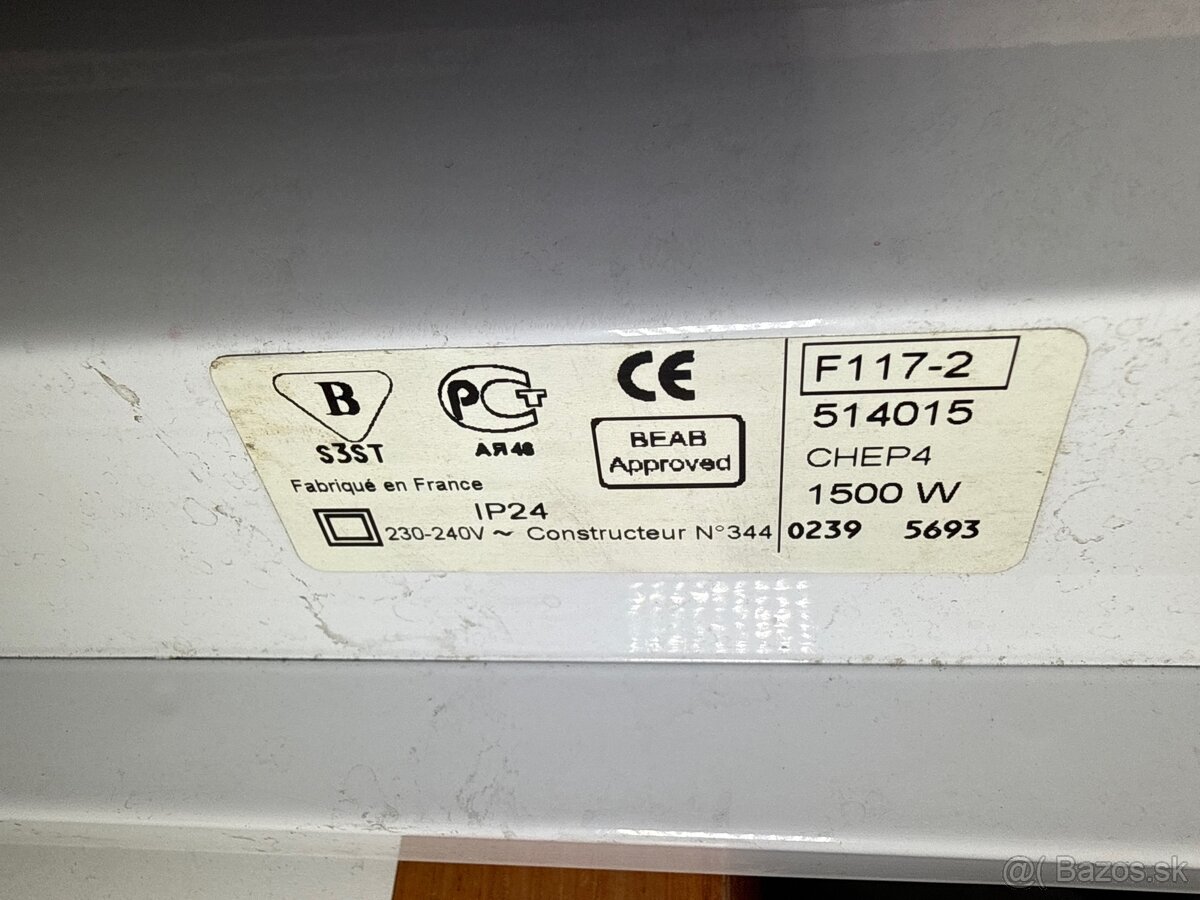 B
S3ST
PCT
АЯ46
CE
BEAB
Approved
Fabriqué en France
IP24
230-240V ~ Constructeur N°344
F117-2
514015
CHEP4
1500 W
0239 5693
@( Bazos.sk